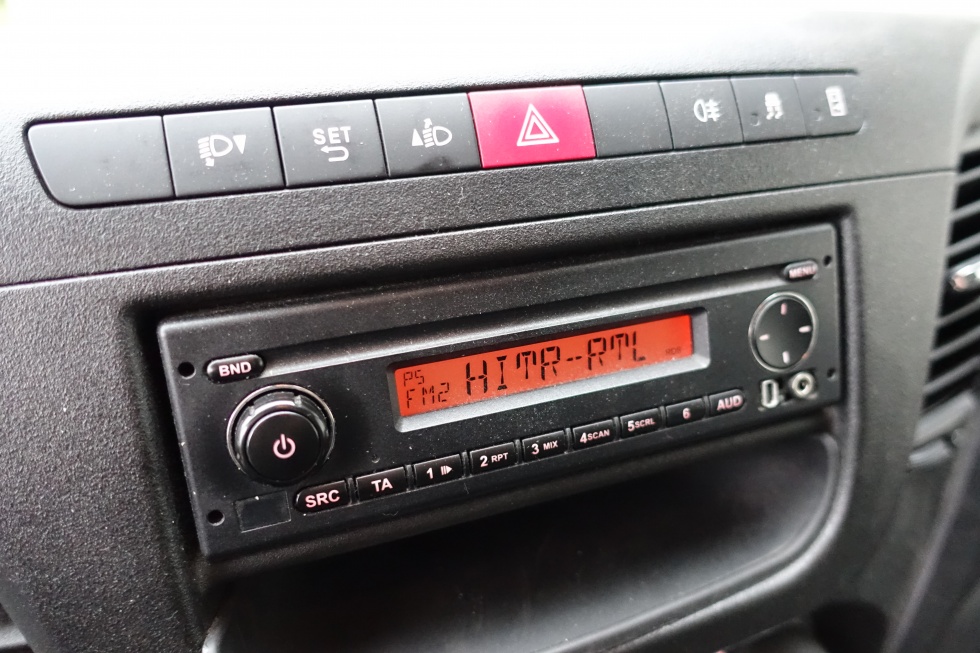 SET
MENU
BND
P5
FM2
HITR-RTL
SRC
TA
1
2 RPT
3 MIX
4 SCAN
5 SCRL
6
AUD